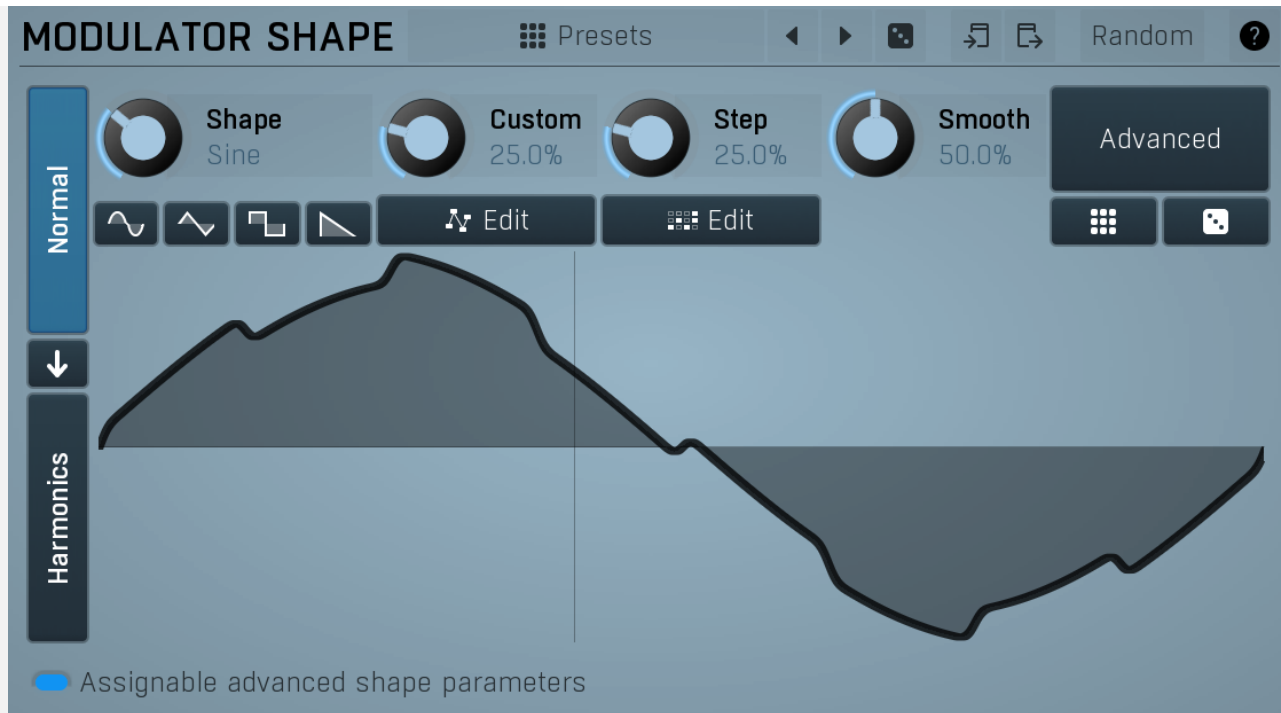 MODULATOR SHAPE Presets Random ?
Normal
Shape Custom Step Smooth
Sine 25.0% 25.0% 50.0%
Advanced
Edit Edit
Harmonics
Assignable advanced shape parameters